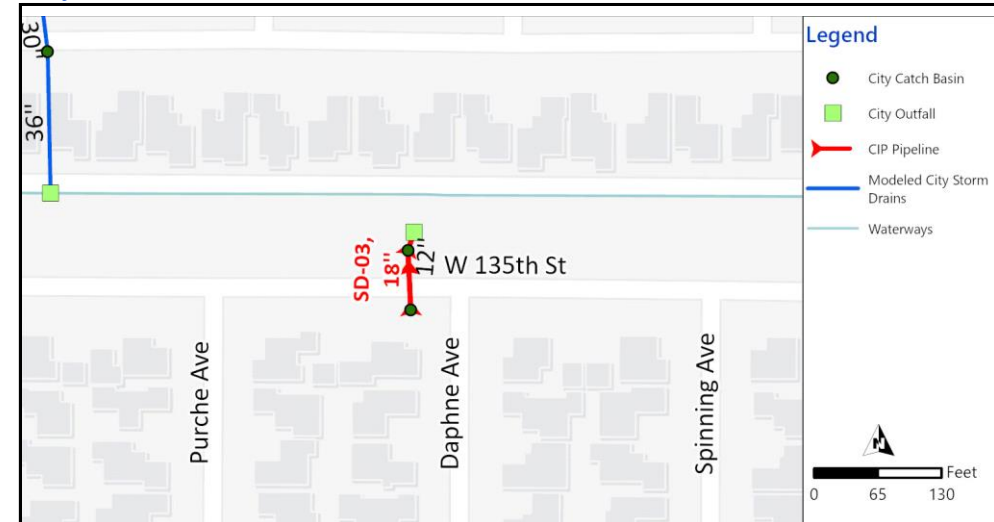 30"
36"
SD-03,
18"
12"
W 135th St
Purche Ave
Daphne Ave
Spinning Ave
Legend
City Catch Basin
City Outfall
CIP Pipeline
Modeled City Storm
Drains
Waterways
N
Feet
0 65 130